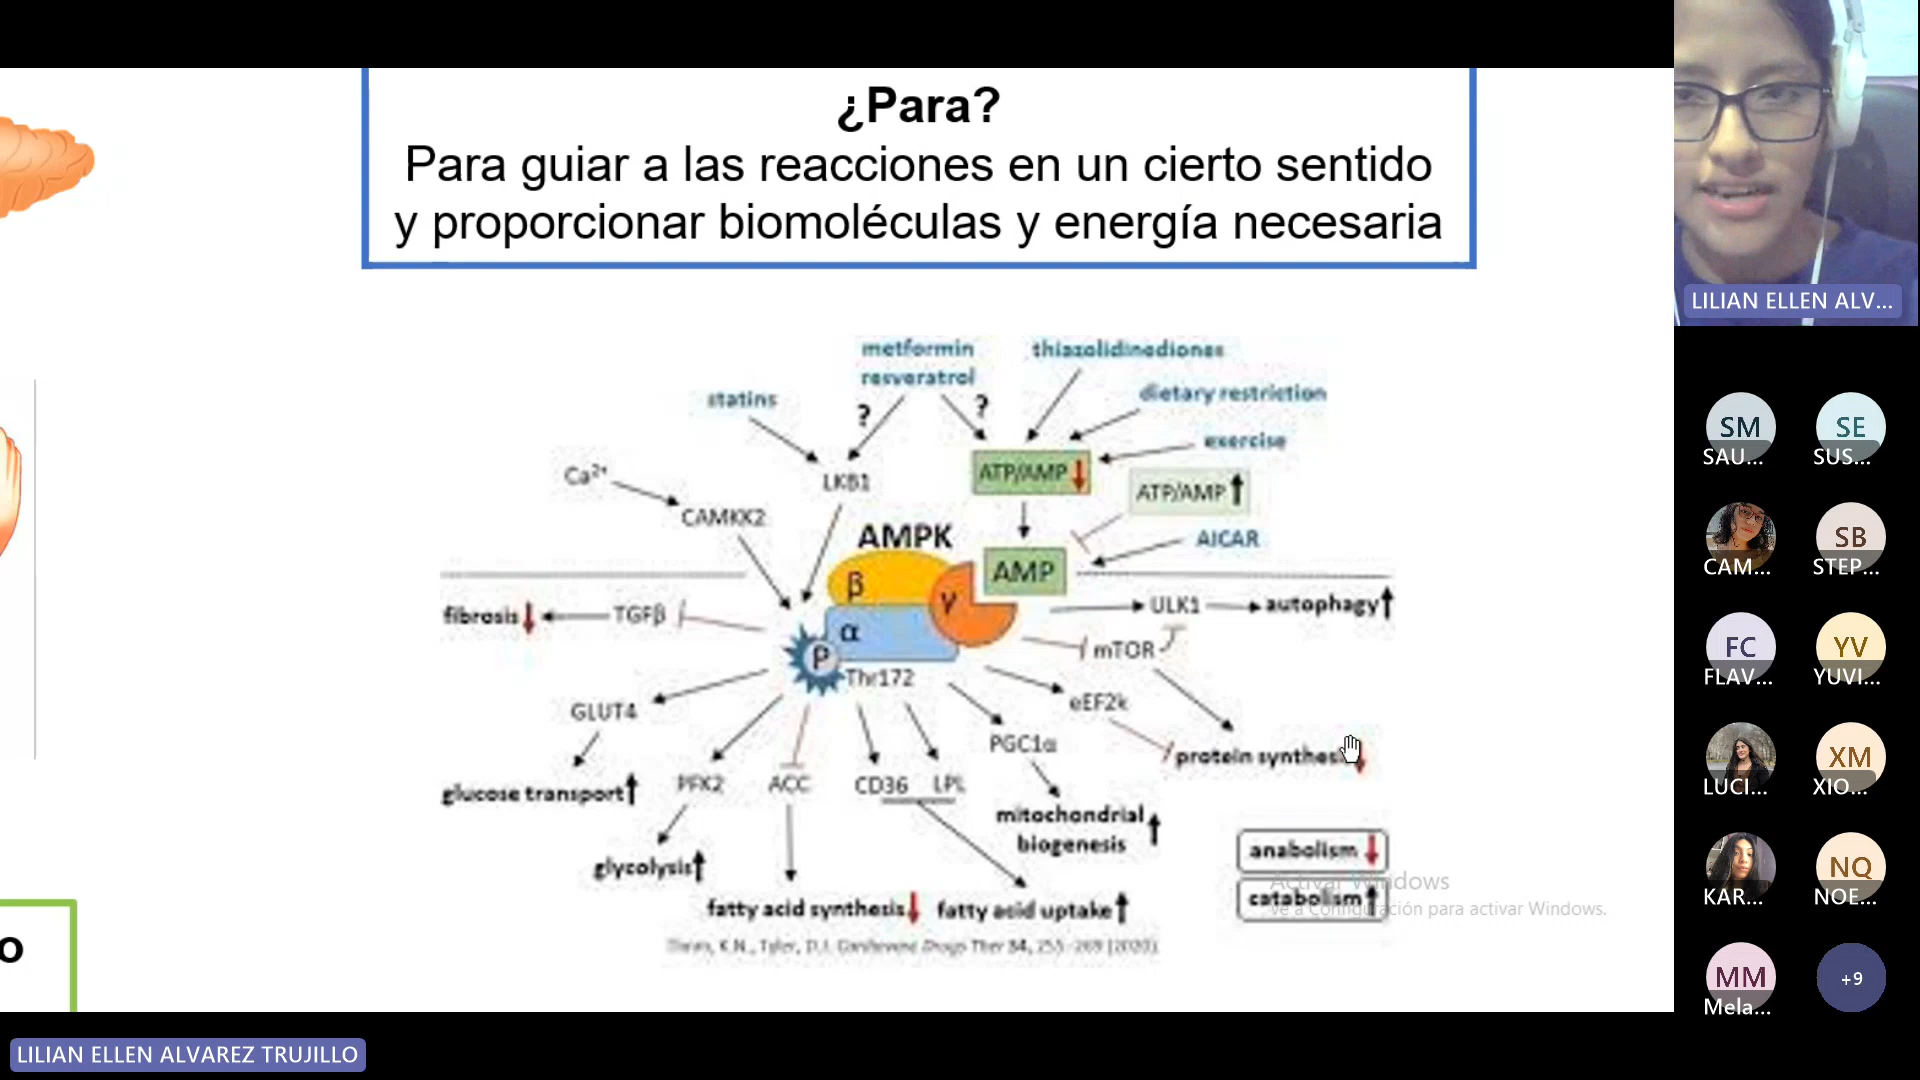 ¿Para?
Para guiar a las reacciones en un cierto sentido
y proporcionar biomoléculas y energía necesaria
metformin
resveratrol
thiazolidinediones
statins
dietary restriction
?
?
exercise
Ca²⁺
LKB1
ATP/AMP
ATP/AMP
CAMKK2
AMPK
AICAR
AMP
β
γ
α
P
Thr172
fibrosis
TGFβ
ULK1
autophagy
mTOR
eEF2k
GLUT4
PGC1α
protein synthesis
glucose transport
PFK2
ACC
CD36
LPL
mitochondrial
biogenesis
glycolysis
anabolism
catabolism
fatty acid synthesis
fatty acid uptake
Activar Windows
Ve a Configuración para activar Windows.
o
LILIAN ELLEN ALV...
SM
SAU...
SE
SUS...
CAM...
SB
STEP...
FC
FLAV...
YV
YUVI...
LUCI...
XM
XIO...
KAR...
NQ
NOE...
MM
Mela...
+9
LILIAN ELLEN ALVAREZ TRUJILLO